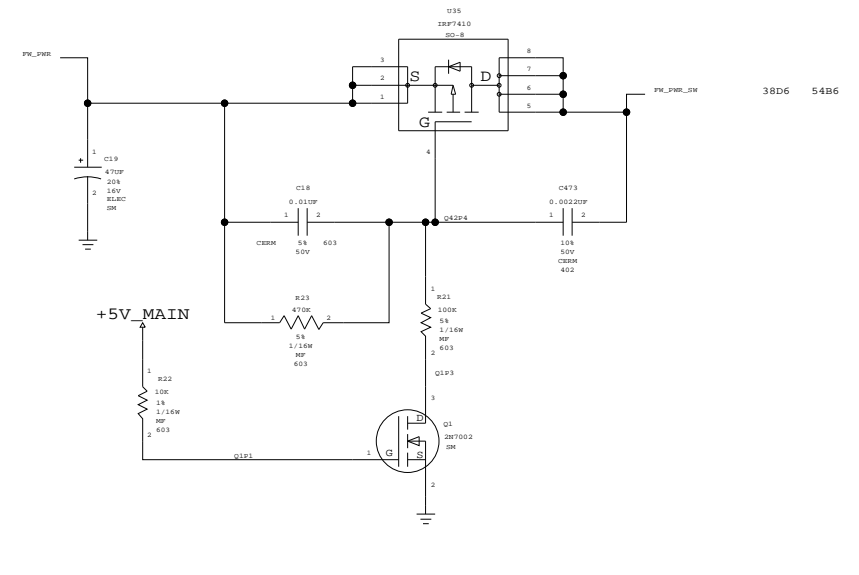 U35
IRF7410
SO-8
FW_PWR
3
2
1
S
D
G
8
7
6
5
4
FW_PWR_SW
38D6 54B6
1
+
C19
47UF
20%
16V
ELEC
SM
2
C18
0.01UF
1 2
CERM 5% 603
50V
Q42P4
C473
0.0022UF
1 2
10%
50V
CERM
402
R23
470K
1 2
5%
1/16W
MF
603
1
R21
100K
5%
1/16W
MF
603
2
Q1P3
+5V_MAIN
1
R22
10K
1%
1/16W
MF
603
2
Q1P1
3
D
Q1
2N7002
SM
1
G
S
2